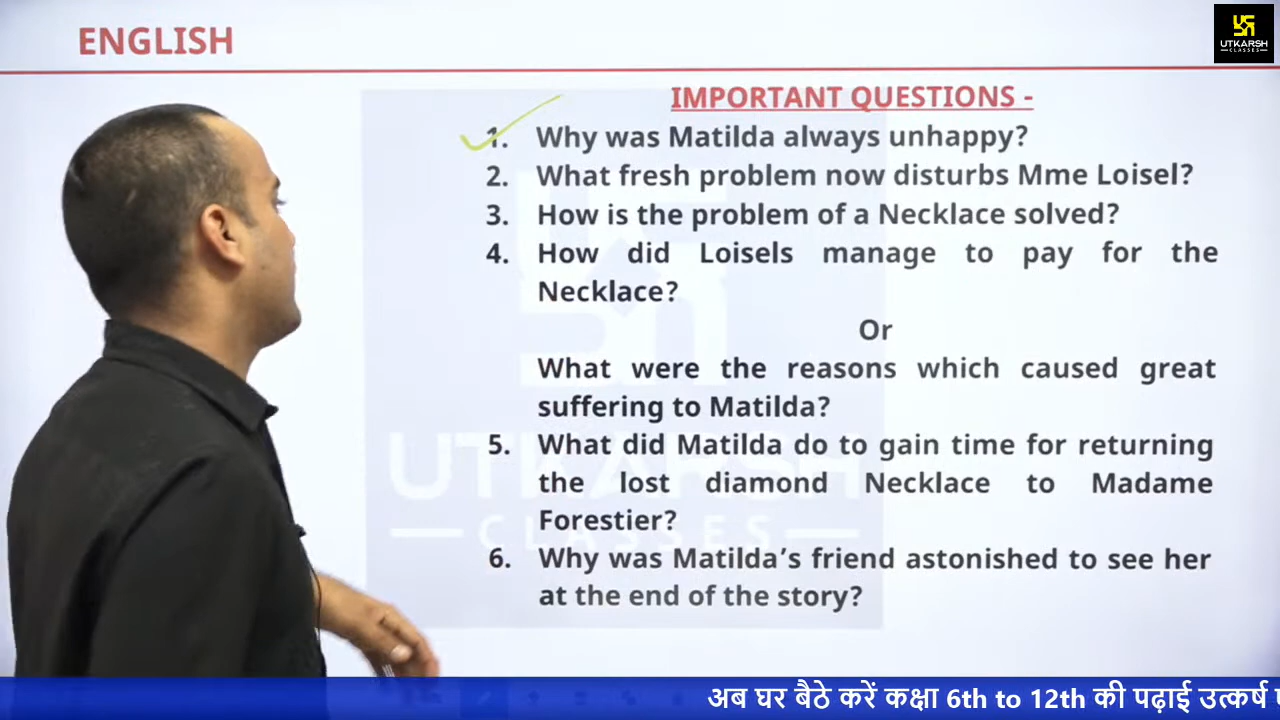 ENGLISH
UTKARSH
CLASSES
IMPORTANT QUESTIONS -
1. Why was Matilda always unhappy?
2. What fresh problem now disturbs Mme Loisel?
3. How is the problem of a Necklace solved?
4. How did Loisels manage to pay for the
Necklace?
Or
What were the reasons which caused great
suffering to Matilda?
5. What did Matilda do to gain time for returning
the lost diamond Necklace to Madame
Forestier?
6. Why was Matilda’s friend astonished to see her
at the end of the story?
UTKARSH
CLASSES
अब घर बैठे करें कक्षा 6th to 12th की पढ़ाई उत्कर्ष